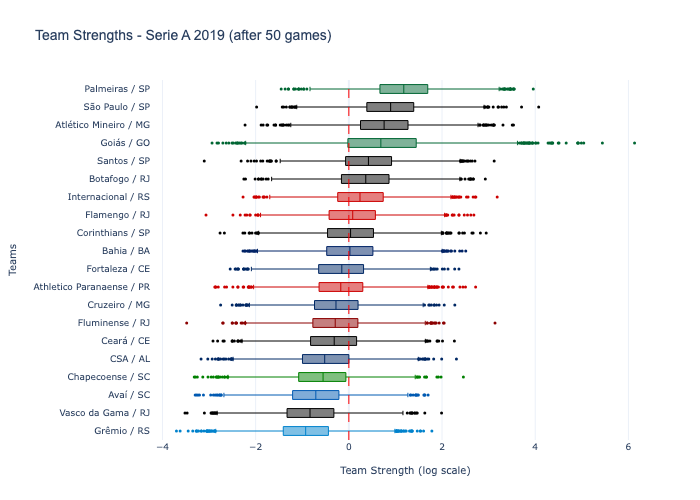 Team Strengths - Serie A 2019 (after 50 games)
Palmeiras / SP
São Paulo / SP
Atlético Mineiro / MG
Goiás / GO
Santos / SP
Botafogo / RJ
Internacional / RS
Flamengo / RJ
Corinthians / SP
Bahia / BA
Fortaleza / CE
Athletico Paranaense / PR
Cruzeiro / MG
Fluminense / RJ
Ceará / CE
CSA / AL
Chapecoense / SC
Avaí / SC
Vasco da Gama / RJ
Grêmio / RS
Teams
−4 −2 0 2 4 6
Team Strength (log scale)